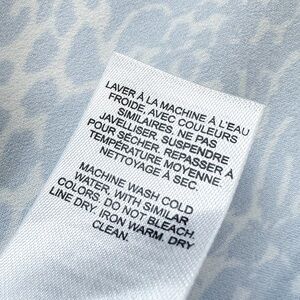 LAVER À LA MACHINE À L'EAU
FROIDE, AVEC COULEURS
SIMILAIRES, NE PAS
JAVELLISER. SUSPENDRE
POUR SÉCHER. REPASSER À
TEMPÉRATURE MOYENNE.
NETTOYAGE À SEC.
MACHINE WASH COLD
WATER, WITH SIMILAR
COLORS. DO NOT BLEACH.
LINE DRY. IRON WARM. DRY
CLEAN.